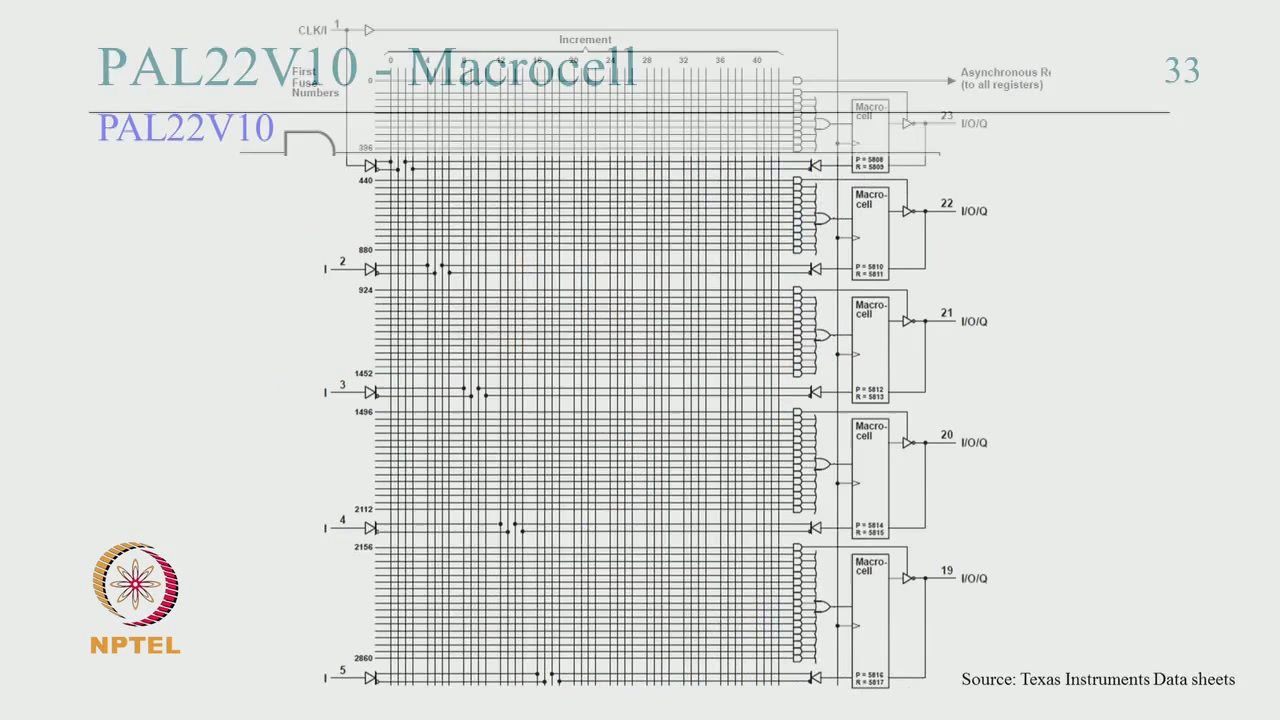 CLK/I 1
Increment
PAL22V10 - Macrocell 33
0 4 8 12 16 20 24 28 32 36 40
First
Fuse
Numbers
0
Asynchronous Re
(to all registers)
PAL22V10
Macro-
cell
23 I/O/Q
396
P = 5808
R = 5809
440
Macro-
cell
22 I/O/Q
880
I 2
P = 5810
R = 5811
924
Macro-
cell
21 I/O/Q
1452
I 3
P = 5812
R = 5813
1496
Macro-
cell
20 I/O/Q
2112
I 4
P = 5814
R = 5815
2156
Macro-
cell
19 I/O/Q
2860
I 5
P = 5816
R = 5817
NPTEL
Source: Texas Instruments Data sheets